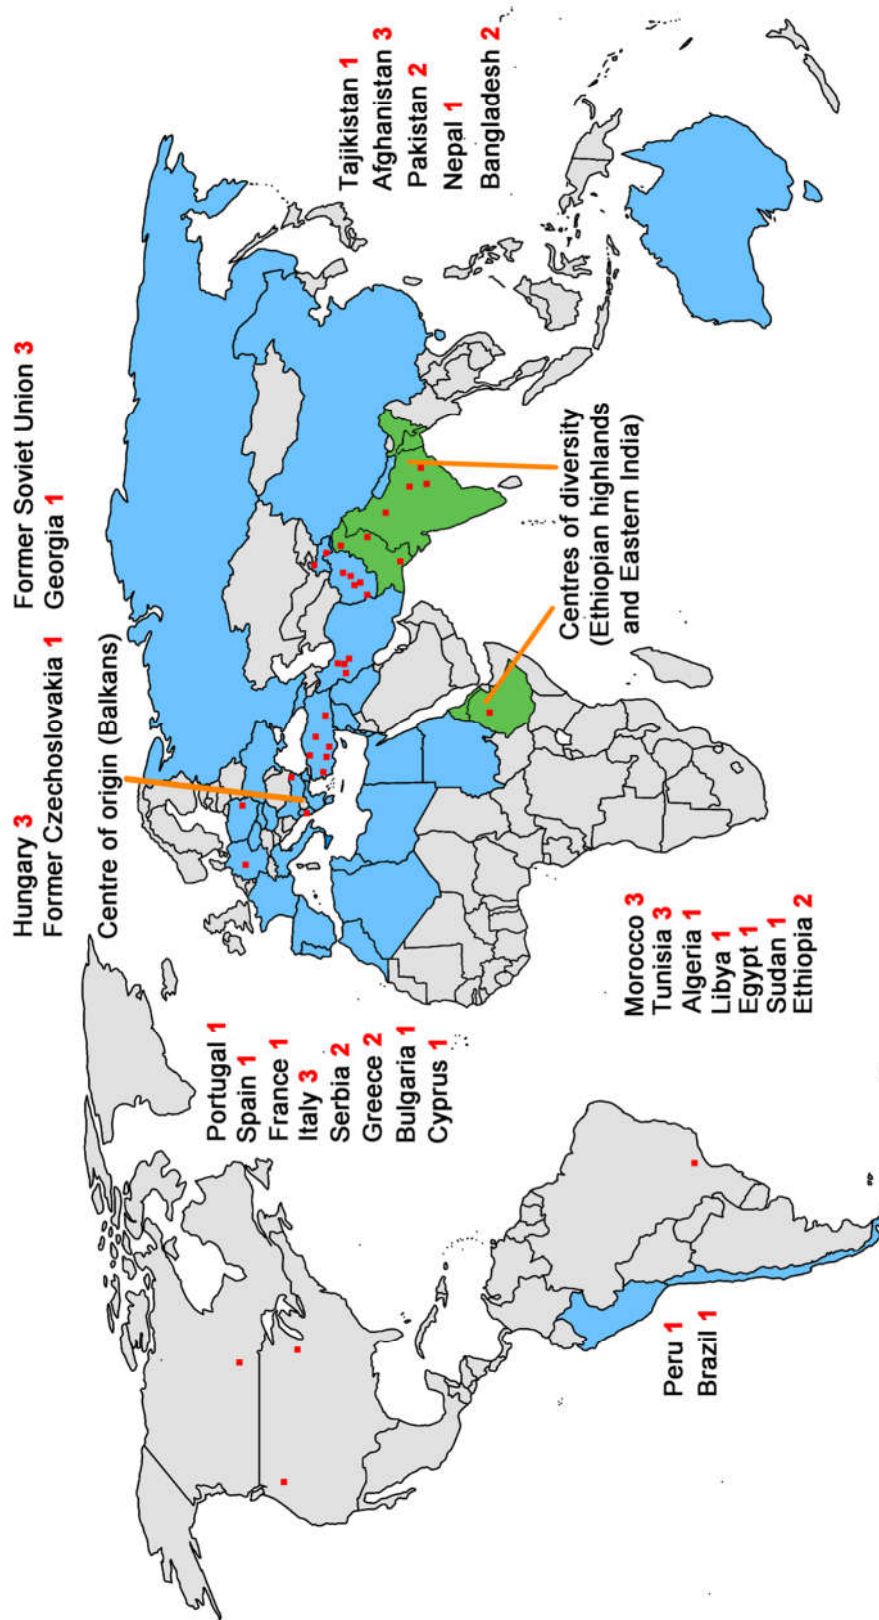 Hungary 3
Former Czechoslovakia 1
Former Soviet Union 3
Georgia 1
Centre of origin (Balkans)
Portugal 1
Spain 1
France 1
Italy 3
Serbia 2
Greece 2
Bulgaria 1
Cyprus 1
Tajikistan 1
Afghanistan 3
Pakistan 2
Nepal 1
Bangladesh 2
Centres of diversity
(Ethiopian highlands
and Eastern India)
Morocco 3
Tunisia 3
Algeria 1
Libya 1
Egypt 1
Sudan 1
Ethiopia 2
Peru 1
Brazil 1